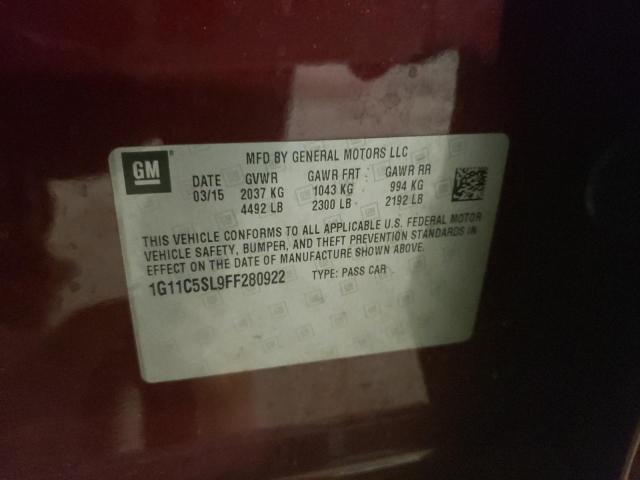 GM ®
MFD BY GENERAL MOTORS LLC
DATE GVWR GAWR FRT GAWR RR
03/15 2037 KG 1043 KG 994 KG
4492 LB 2300 LB 2192 LB
THIS VEHICLE CONFORMS TO ALL APPLICABLE U.S. FEDERAL MOTOR
VEHICLE SAFETY, BUMPER, AND THEFT PREVENTION STANDARDS IN
EFFECT ON THE DATE OF MANUFACTURE SHOWN ABOVE.
1G11C5SL9FF280922 TYPE: PASS CAR